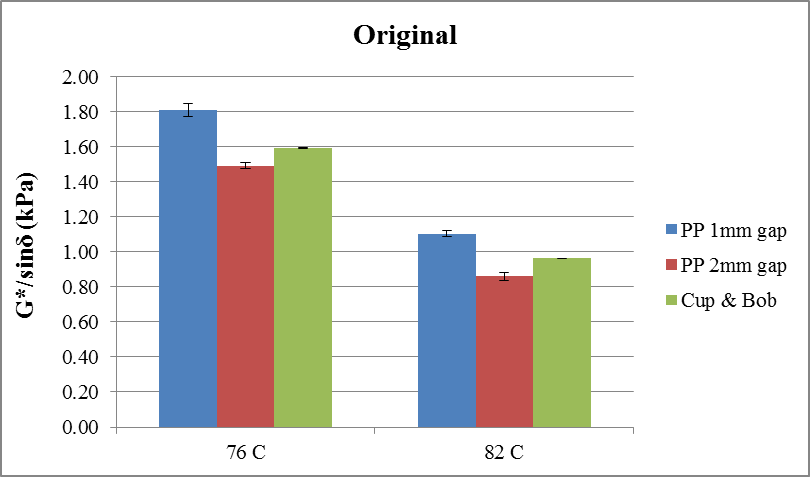 Original
G*/sinδ (kPa)
2.00
1.80
1.60
1.40
1.20
1.00
0.80
0.60
0.40
0.20
0.00
76 C
82 C
PP 1mm gap
PP 2mm gap
Cup & Bob